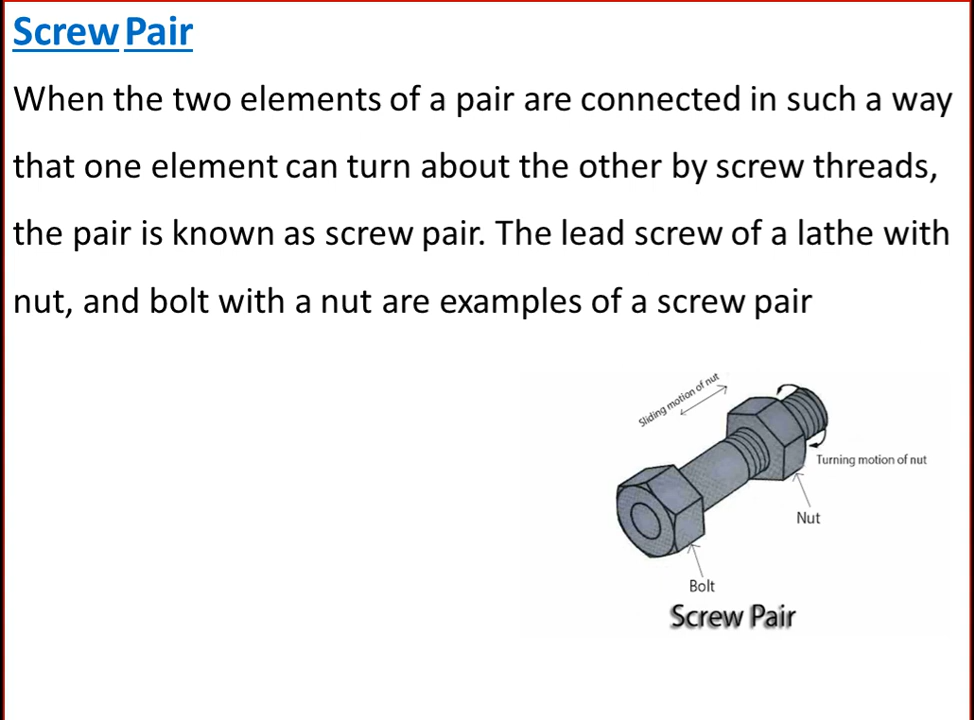 Screw Pair
When the two elements of a pair are connected in such a way
that one element can turn about the other by screw threads,
the pair is known as screw pair. The lead screw of a lathe with
nut, and bolt with a nut are examples of a screw pair
Sliding motion of nut
Turning motion of nut
Nut
Bolt
Screw Pair